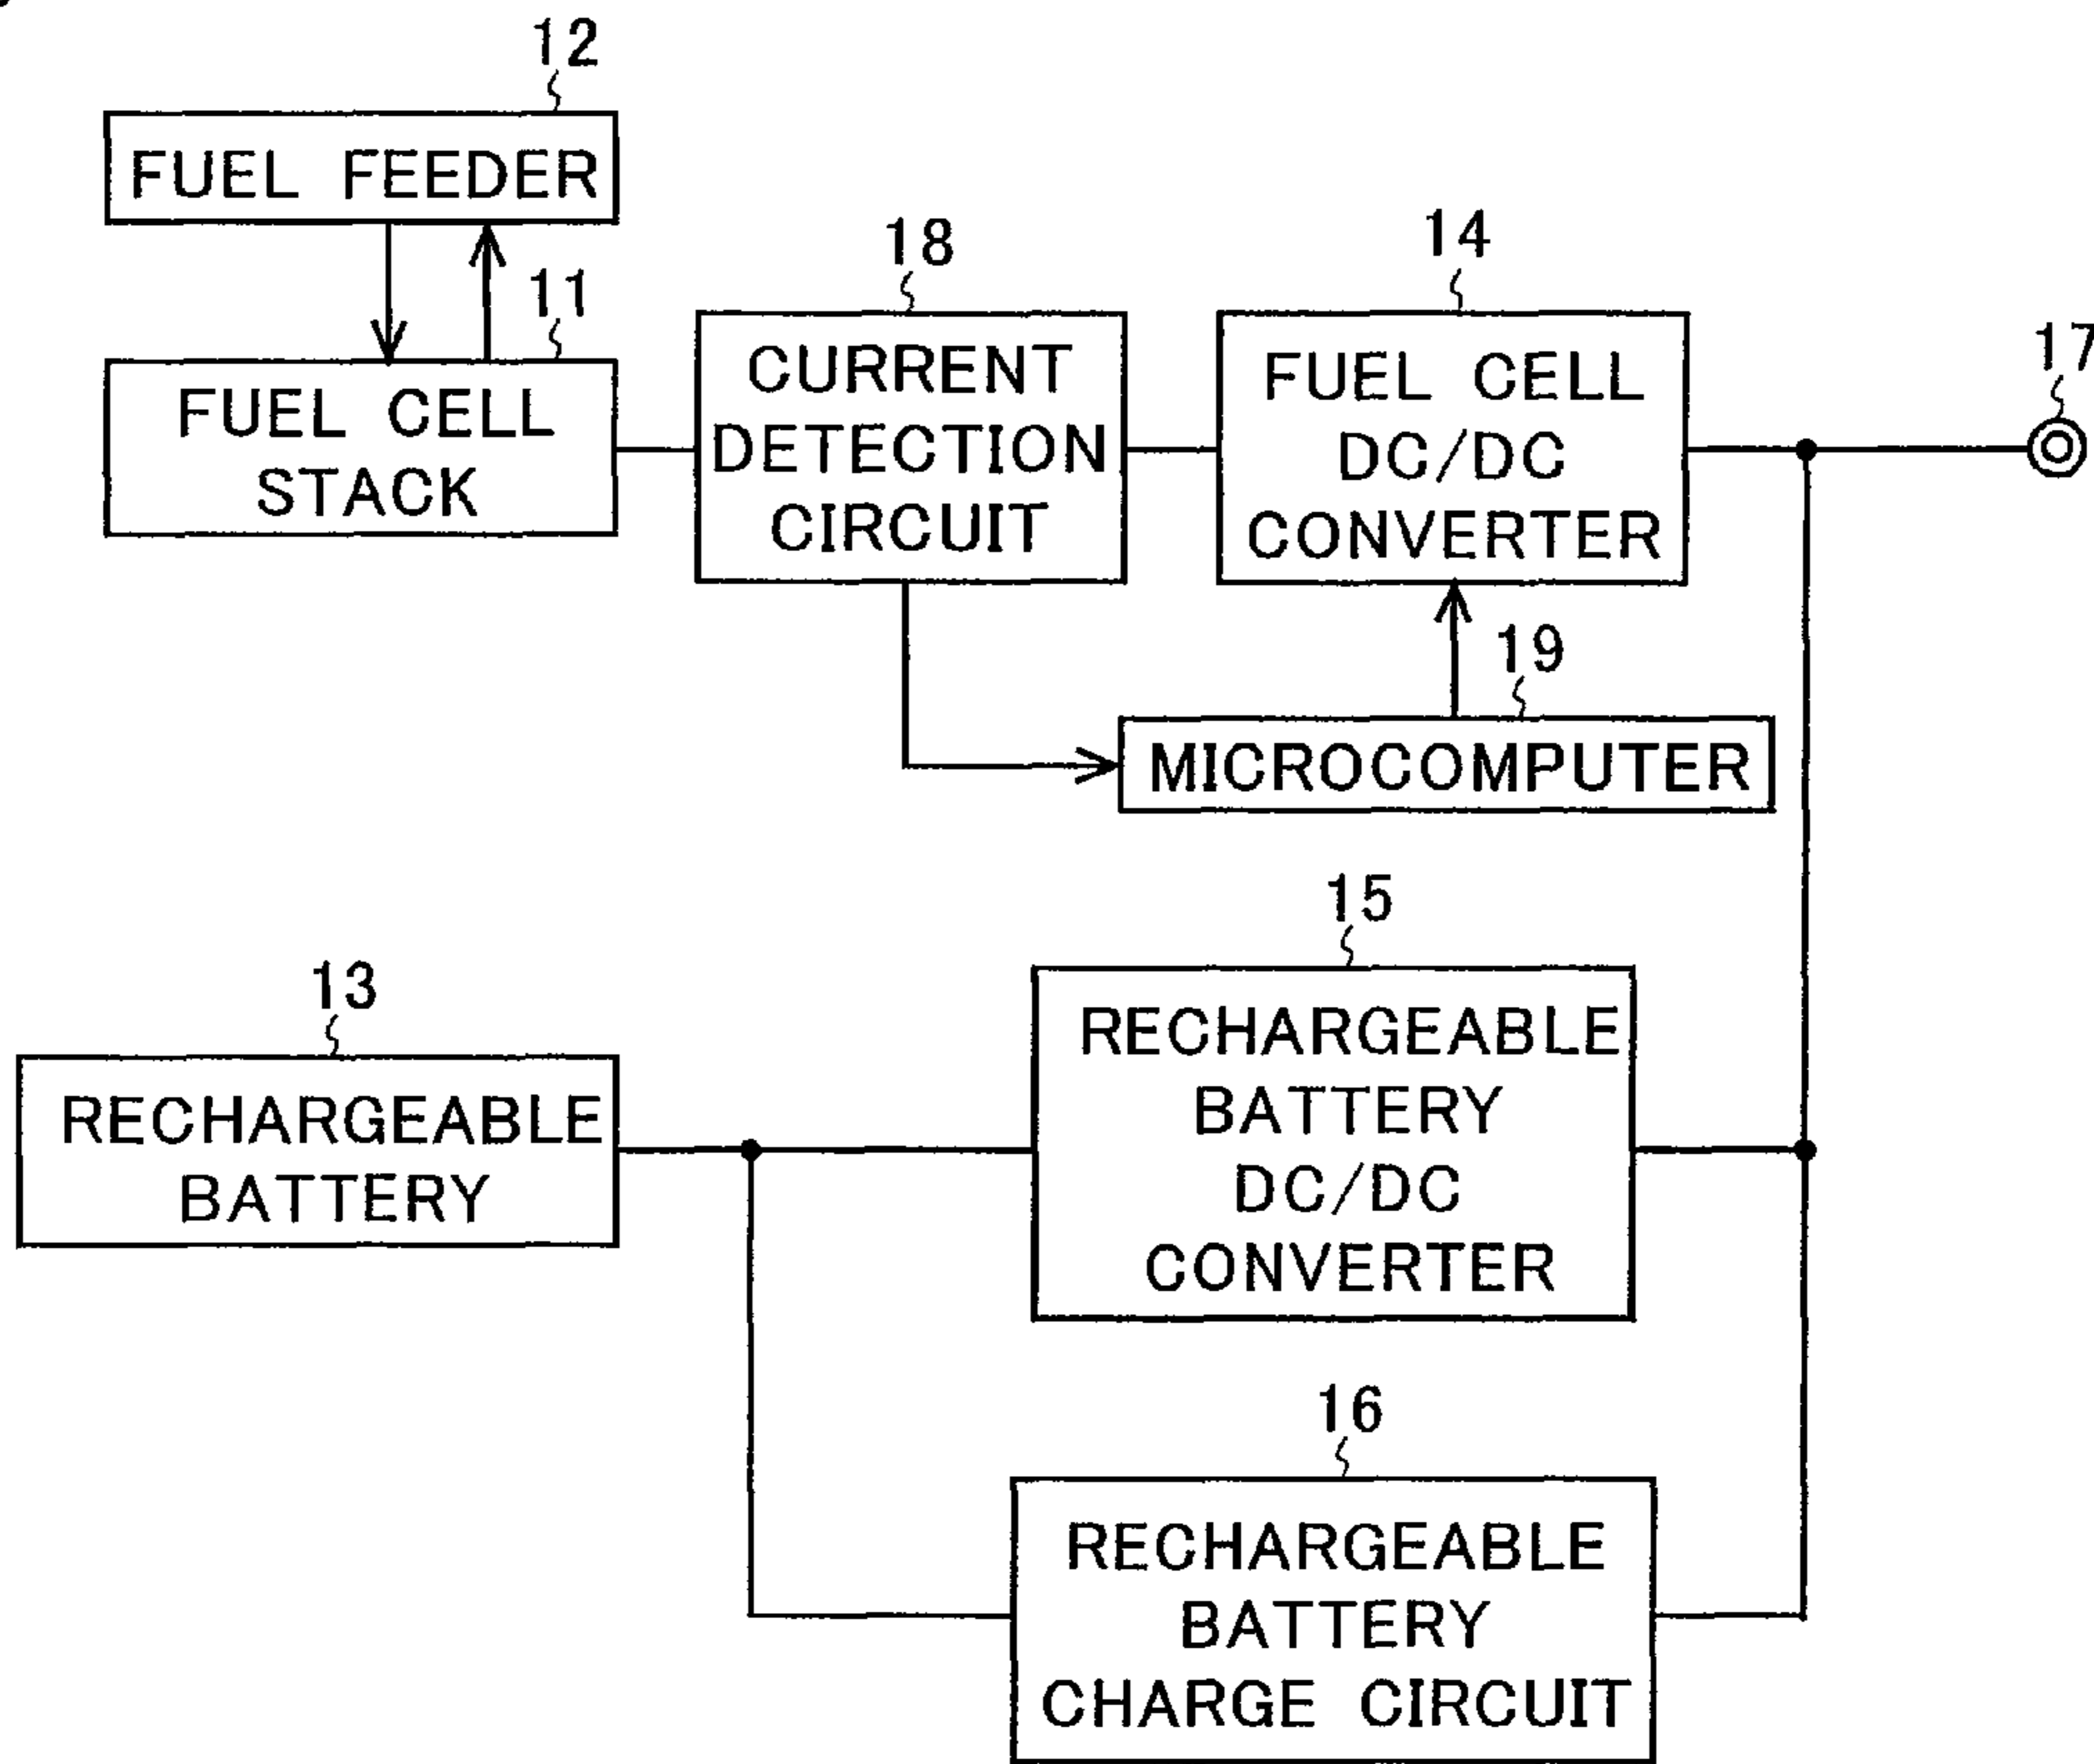 12
FUEL FEEDER
11
FUEL CELL
STACK
18
CURRENT
DETECTION
CIRCUIT
14
FUEL CELL
DC/DC
CONVERTER
17
19
MICROCOMPUTER
13
RECHARGEABLE
BATTERY
15
RECHARGEABLE
BATTERY
DC/DC
CONVERTER
16
RECHARGEABLE
BATTERY
CHARGE CIRCUIT